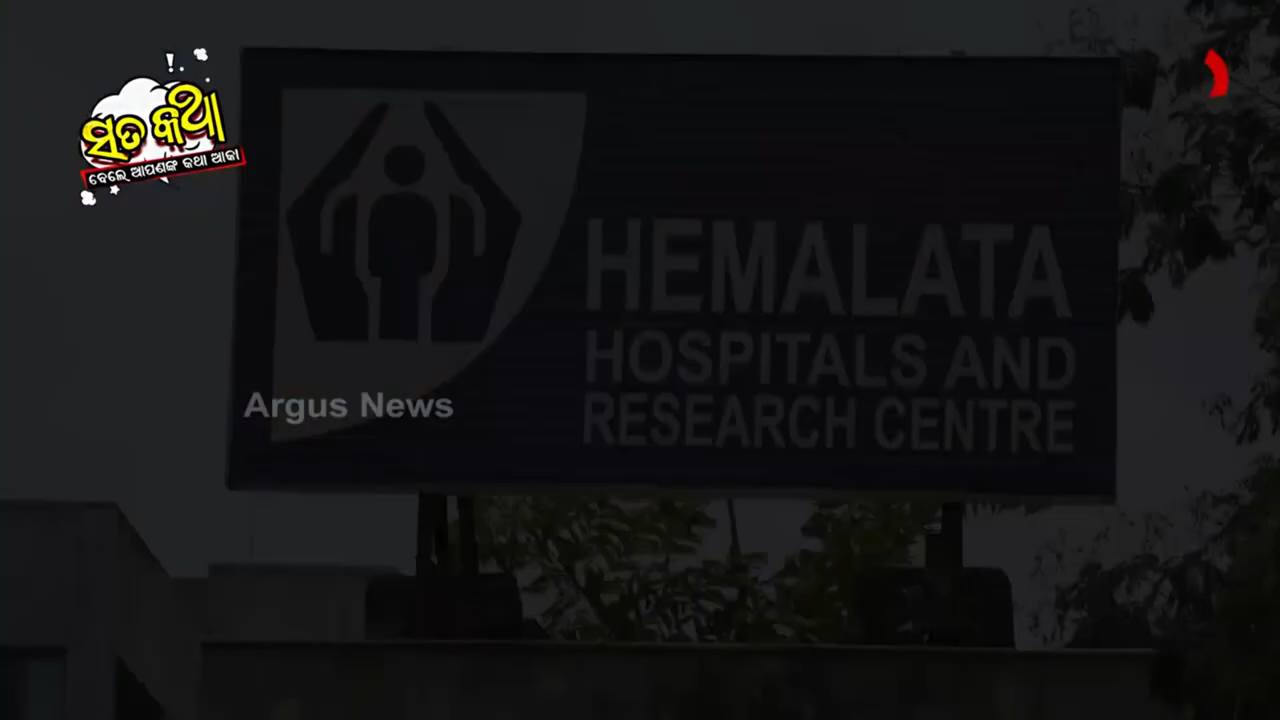 ସତ କଥା
ବେଲେ ଆପଣଙ୍କ କଥା ଆକା
HEMALATA
HOSPITALS AND
RESEARCH CENTRE
Argus News